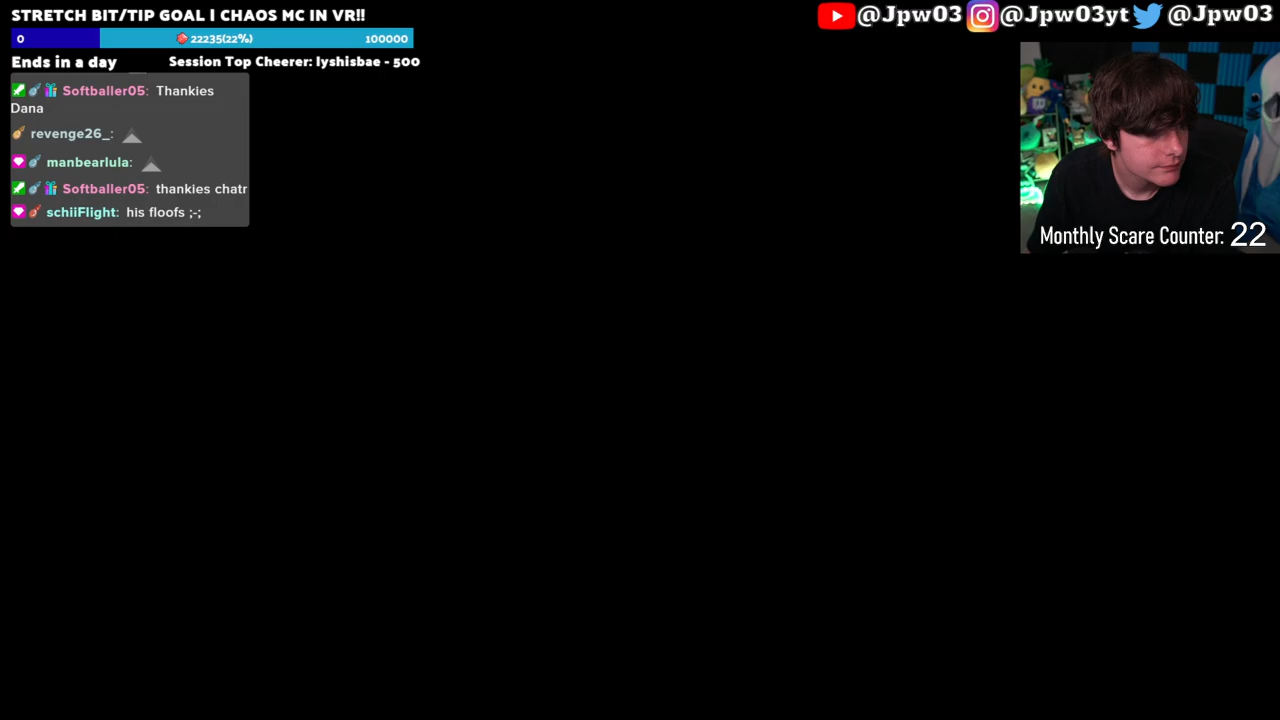 STRETCH BIT/TIP GOAL I CHAOS MC IN VR!!
0 22235(22%) 100000
Ends in a day Session Top Cheerer: lyshisbae - 500
@Jpw03 @Jpw03yt @Jpw03
Softballer05: Thankies
Dana
revenge26_:
manbearlula:
Softballer05: thankies chatr
schiiFlight: his floofs ;-;
Monthly Scare Counter: 22